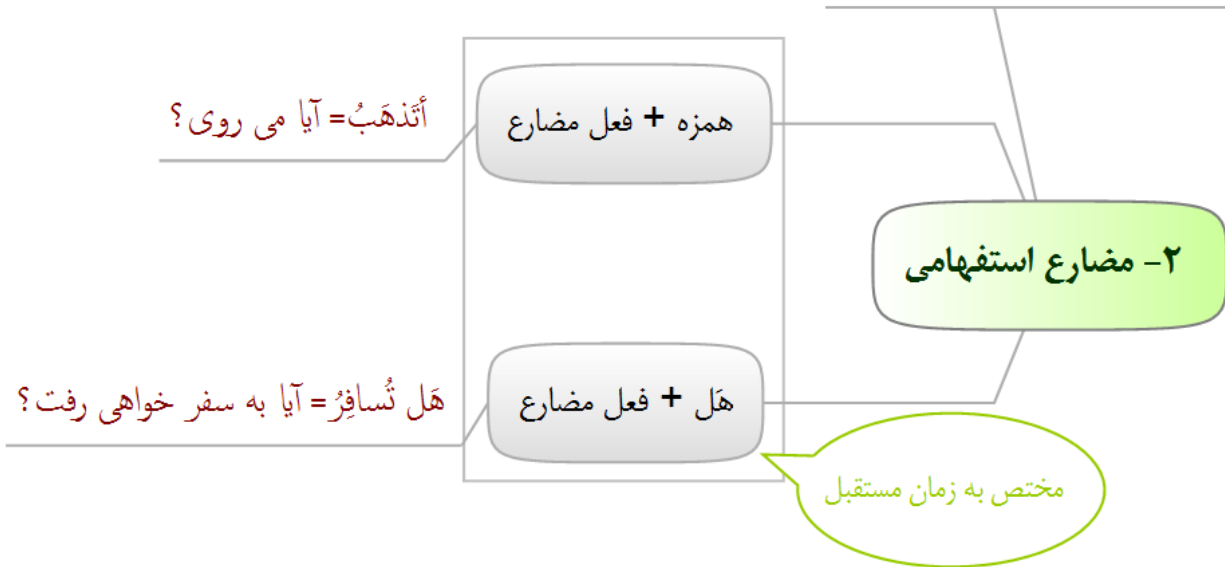 ۲- مضارع استفهامی
همزه + فعل مضارع
أتَذهَبُ= آیا می روی؟
هَل + فعل مضارع
هَل تُسافِرُ= آیا به سفر خواهی رفت؟
مختص به زمان مستقبل